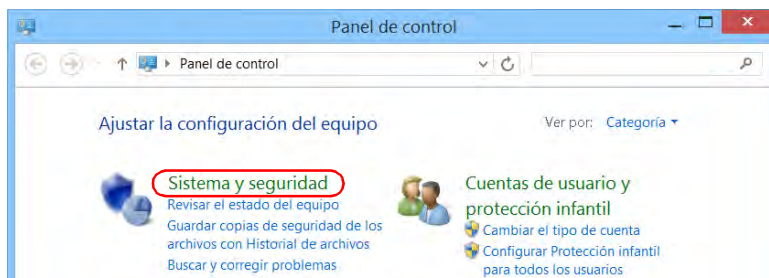 Panel de control
Panel de control
Ajustar la configuración del equipo
Ver por: Categoría
Sistema y seguridad
Revisar el estado del equipo
Guardar copias de seguridad de los
archivos con Historial de archivos
Buscar y corregir problemas
Cuentas de usuario y
protección infantil
Cambiar el tipo de cuenta
Configurar Protección infantil
para todos los usuarios